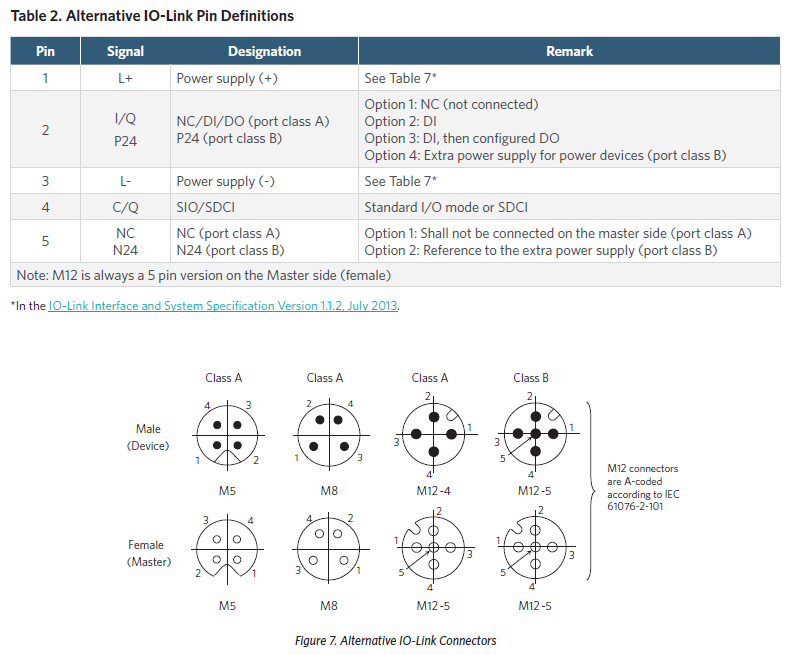 Table 2. Alternative IO-Link Pin Definitions
Pin Signal Designation Remark
1 L+ Power supply (+) See Table 7*
2 I/Q P24 NC/DI/DO (port class A) P24 (port class B) Option 1: NC (not connected)
Option 2: DI
Option 3: DI, then configured DO
Option 4: Extra power supply for power devices (port class B)
3 L- Power supply (-) See Table 7*
4 C/Q SIO/SDCI Standard I/O mode or SDCI
5 NC NC (port class A) Option 1: Shall not be connected on the master side (port class A)
N24 N24 (port class B) Option 2: Reference to the extra power supply (port class B)
Note: M12 is always a 5 pin version on the Master side (female)
*In the IO-Link Interface and System Specification Version 1.1.2, July 2013.
Class A Class A Class A Class B
Male
(Device)
4 3 1 2
2 4 1 3
2 1 3 4
2 1 3 5 4
M5 M8 M12-4 M12-5
M12 connectors
are A-coded
according to IEC
61076-2-101
Female
(Master)
3 4 2 1
4 2 3 1
2 1 3 5 4
2 1 3 5 4
M5 M8 M12-5 M12-5
Figure 7. Alternative IO-Link Connectors